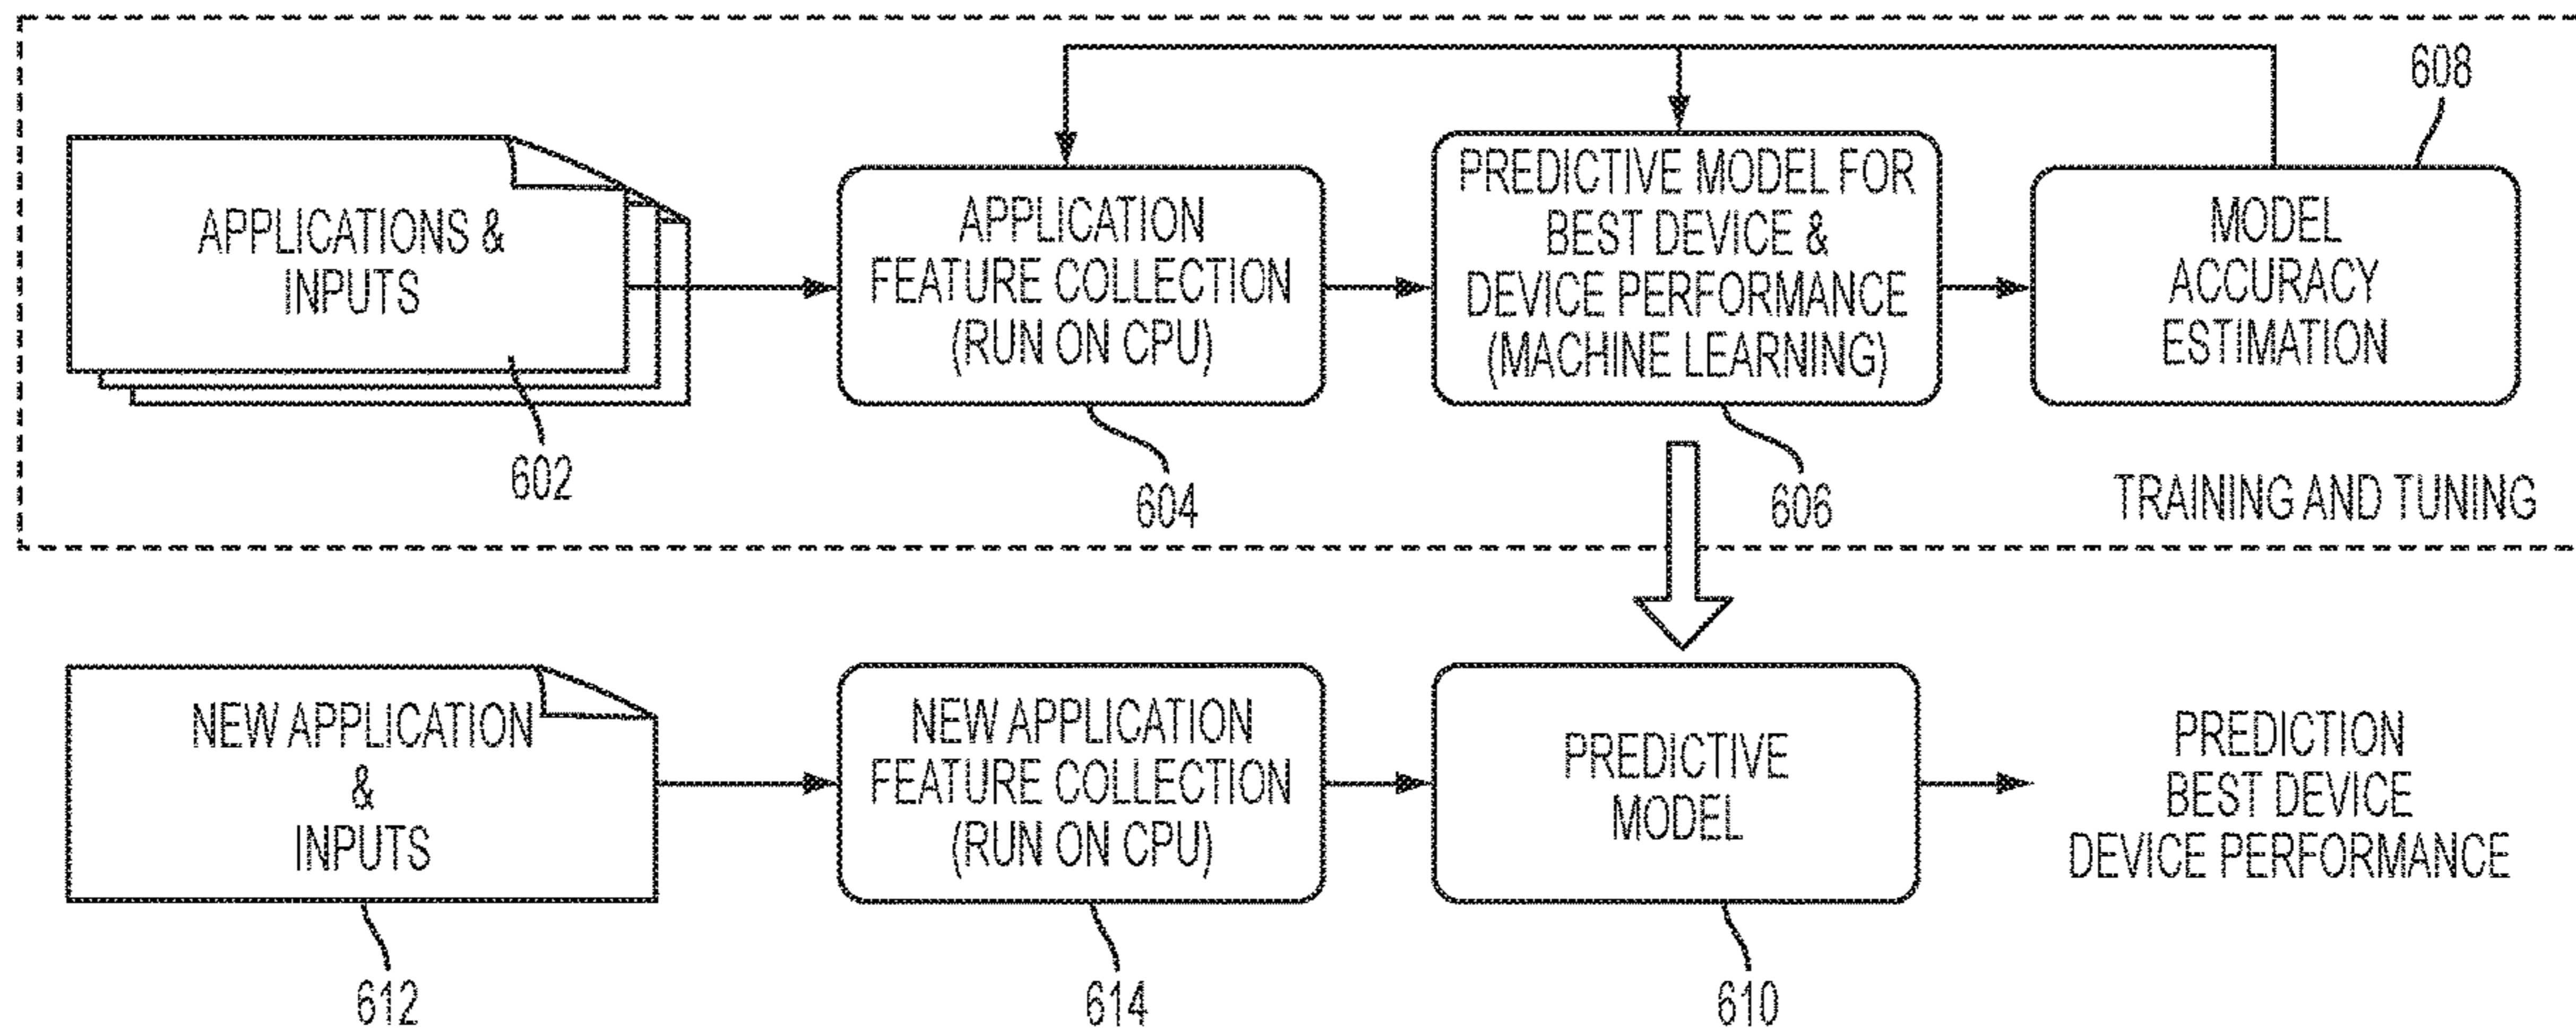 608
APPLICATIONS &
INPUTS
602
APPLICATION
FEATURE COLLECTION
(RUN ON CPU)
604
PREDICTIVE MODEL FOR
BEST DEVICE &
DEVICE PERFORMANCE
(MACHINE LEARNING)
606
MODEL
ACCURACY
ESTIMATION
TRAINING AND TUNING
NEW APPLICATION
&
INPUTS
612
NEW APPLICATION
FEATURE COLLECTION
(RUN ON CPU)
614
PREDICTIVE
MODEL
610
PREDICTION
BEST DEVICE
DEVICE PERFORMANCE